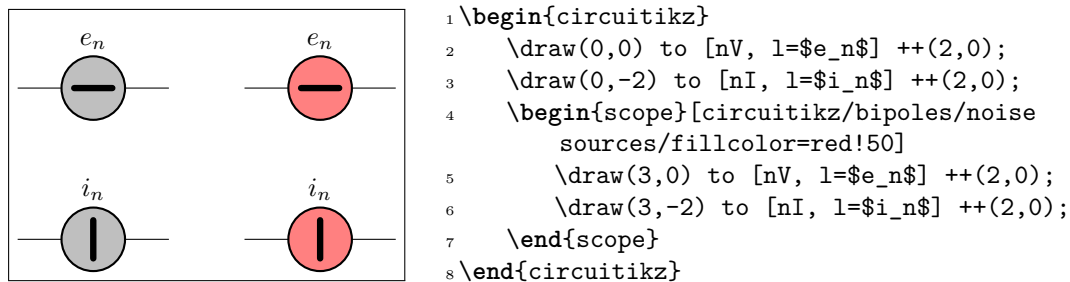 e_n e_n
i_n i_n
1 \begin{circuitikz}
2 \draw(0,0) to [nV, l=$e_n$] ++(2,0);
3 \draw(0,-2) to [nI, l=$i_n$] ++(2,0);
4 \begin{scope}[circuitikz/bipoles/noise
sources/fillcolor=red!50]
5 \draw(3,0) to [nV, l=$e_n$] ++(2,0);
6 \draw(3,-2) to [nI, l=$i_n$] ++(2,0);
7 \end{scope}
8 \end{circuitikz}